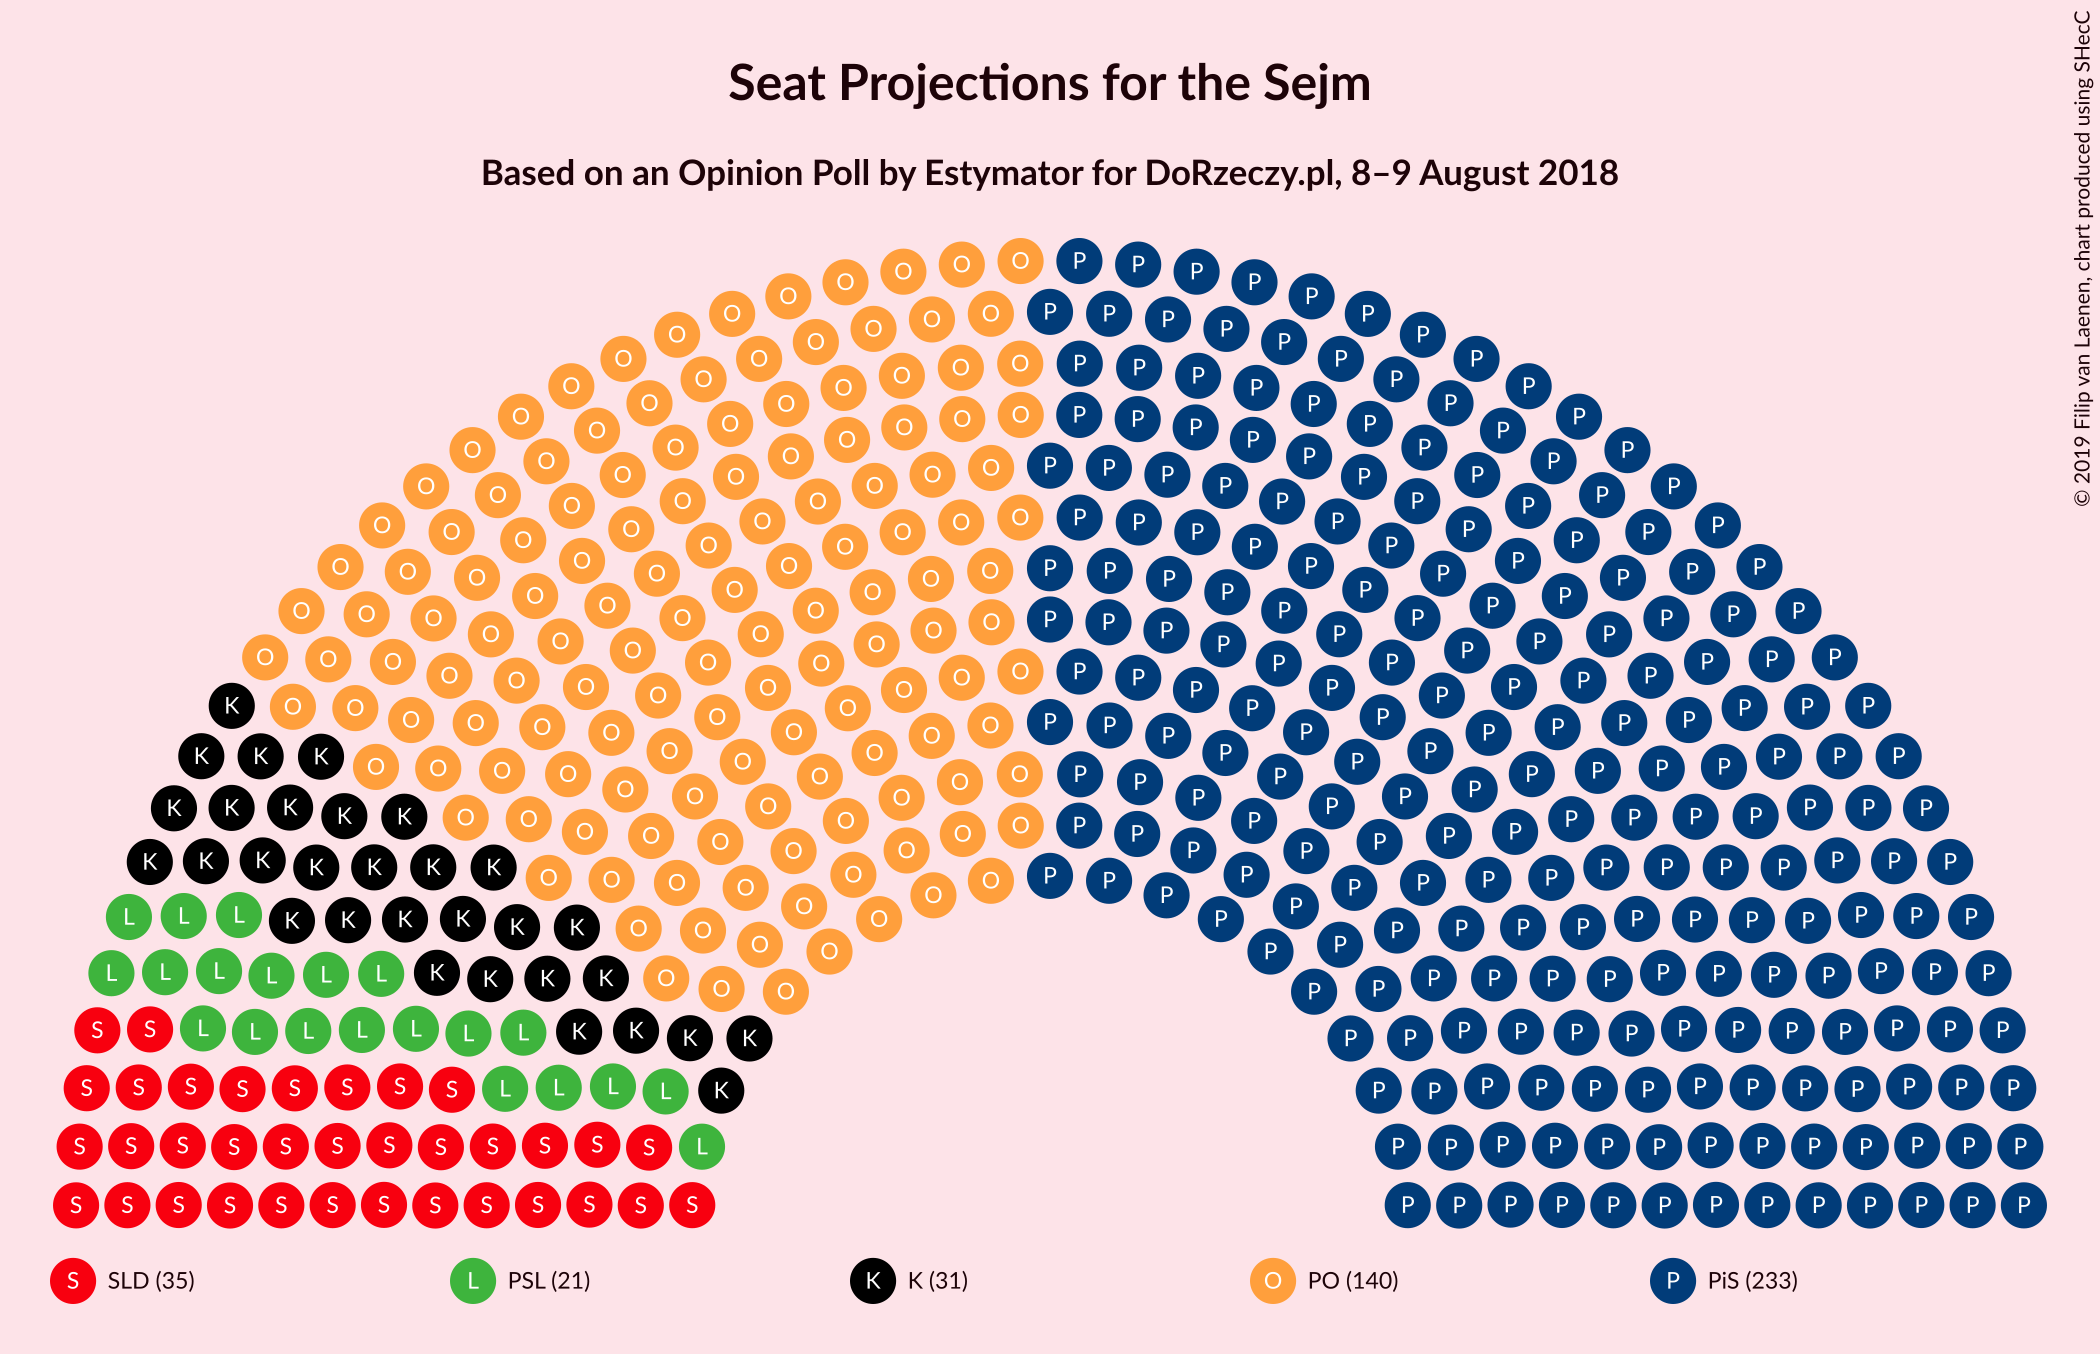 Seat Projections for the Sejm
Based on an Opinion Poll by Estymator for DoRzeczy.pl, 8–9 August 2018
© 2019 Filip van Laenen, chart produced using SHecC
S SLD (35)
L PSL (21)
K K (31)
O PO (140)
P PiS (233)